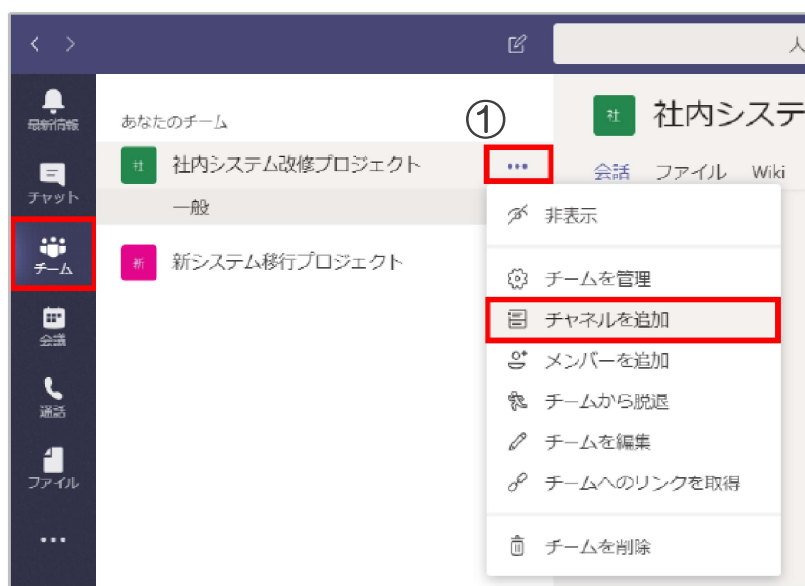 人
最新情報
チャット
チーム
会議
通話
ファイル
あなたのチーム
①
社 社内システム改修プロジェクト
一般
新 新システム移行プロジェクト
社 社内システ
会話 ファイル Wiki
非表示
チームを管理
チャネルを追加
メンバーを追加
チームから脱退
チームを編集
チームへのリンクを取得
チームを削除